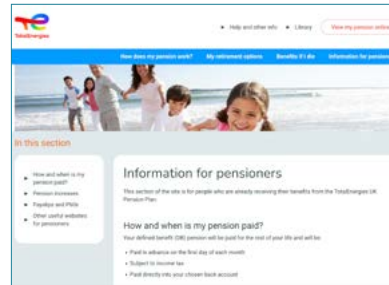 TotalEnergies
Help and other info
Library
View my pension online
How does my pension work?
My retirement options
Benefits if I die
Information for pensioners
In this section
How and when is my
pension paid?
Pension increases
Payslips and P60s
Other useful websites
for pensioners
Information for pensioners
This section of the site is for people who are already receiving their benefits from the TotalEnergies UK
Pension Plan.
How and when is my pension paid?
Your defined benefit (DB) pension will be paid for the rest of your life and will be:
Paid in advance on the first day of each month
Subject to income tax
Paid directly into your chosen bank account